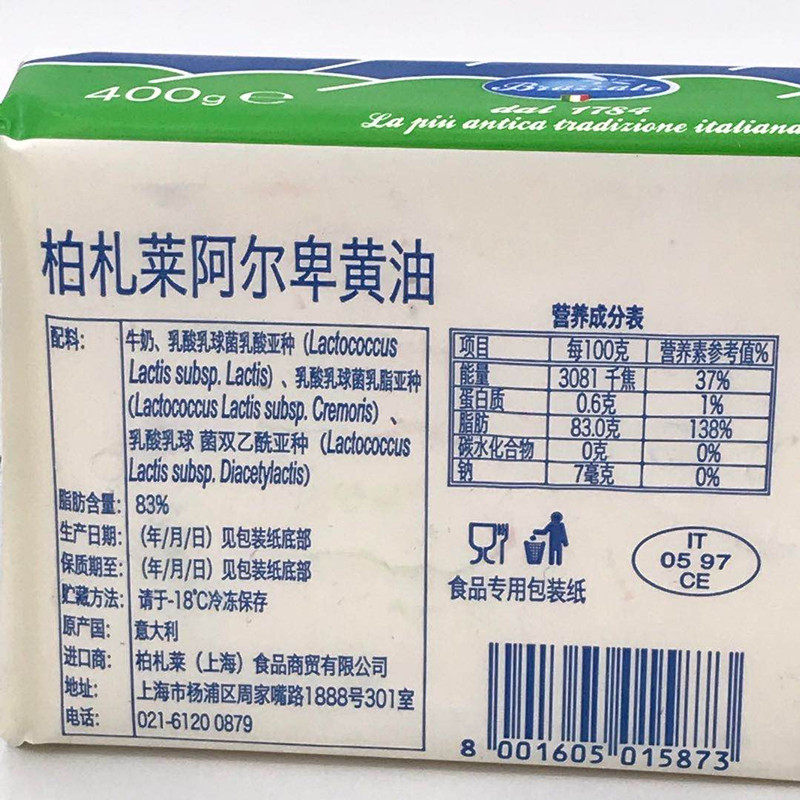 400g ℮
Brazzale
dal 1784
La più antica tradizione italiana
柏札莱阿尔卑黄油
配料: 牛奶、乳酸乳球菌乳酸亚种（Lactococcus
Lactis subsp. Lactis）、乳酸乳球菌乳脂亚种
(Lactococcus Lactis subsp. Cremoris）、
乳酸乳球 菌双乙酰亚种（Lactococcus
Lactis subsp. Diacetylactis)
脂肪含量: 83%
生产日期: （年/月/日）见包装纸底部
保质期至: （年/月/日）见包装纸底部
贮藏方法: 请于-18℃冷冻保存
原产国: 意大利
进口商: 柏札莱（上海）食品商贸有限公司
地址: 上海市杨浦区周家嘴路1888号301室
电话: 021-6120 0879
营养成分表
项目 每100克 营养素参考值%
能量 3081 千焦 37%
蛋白质 0.6克 1%
脂肪 83.0克 138%
碳水化合物 0克 0%
钠 7毫克 0%
食品专用包装纸
IT
05 97
CE
8 001605 015873